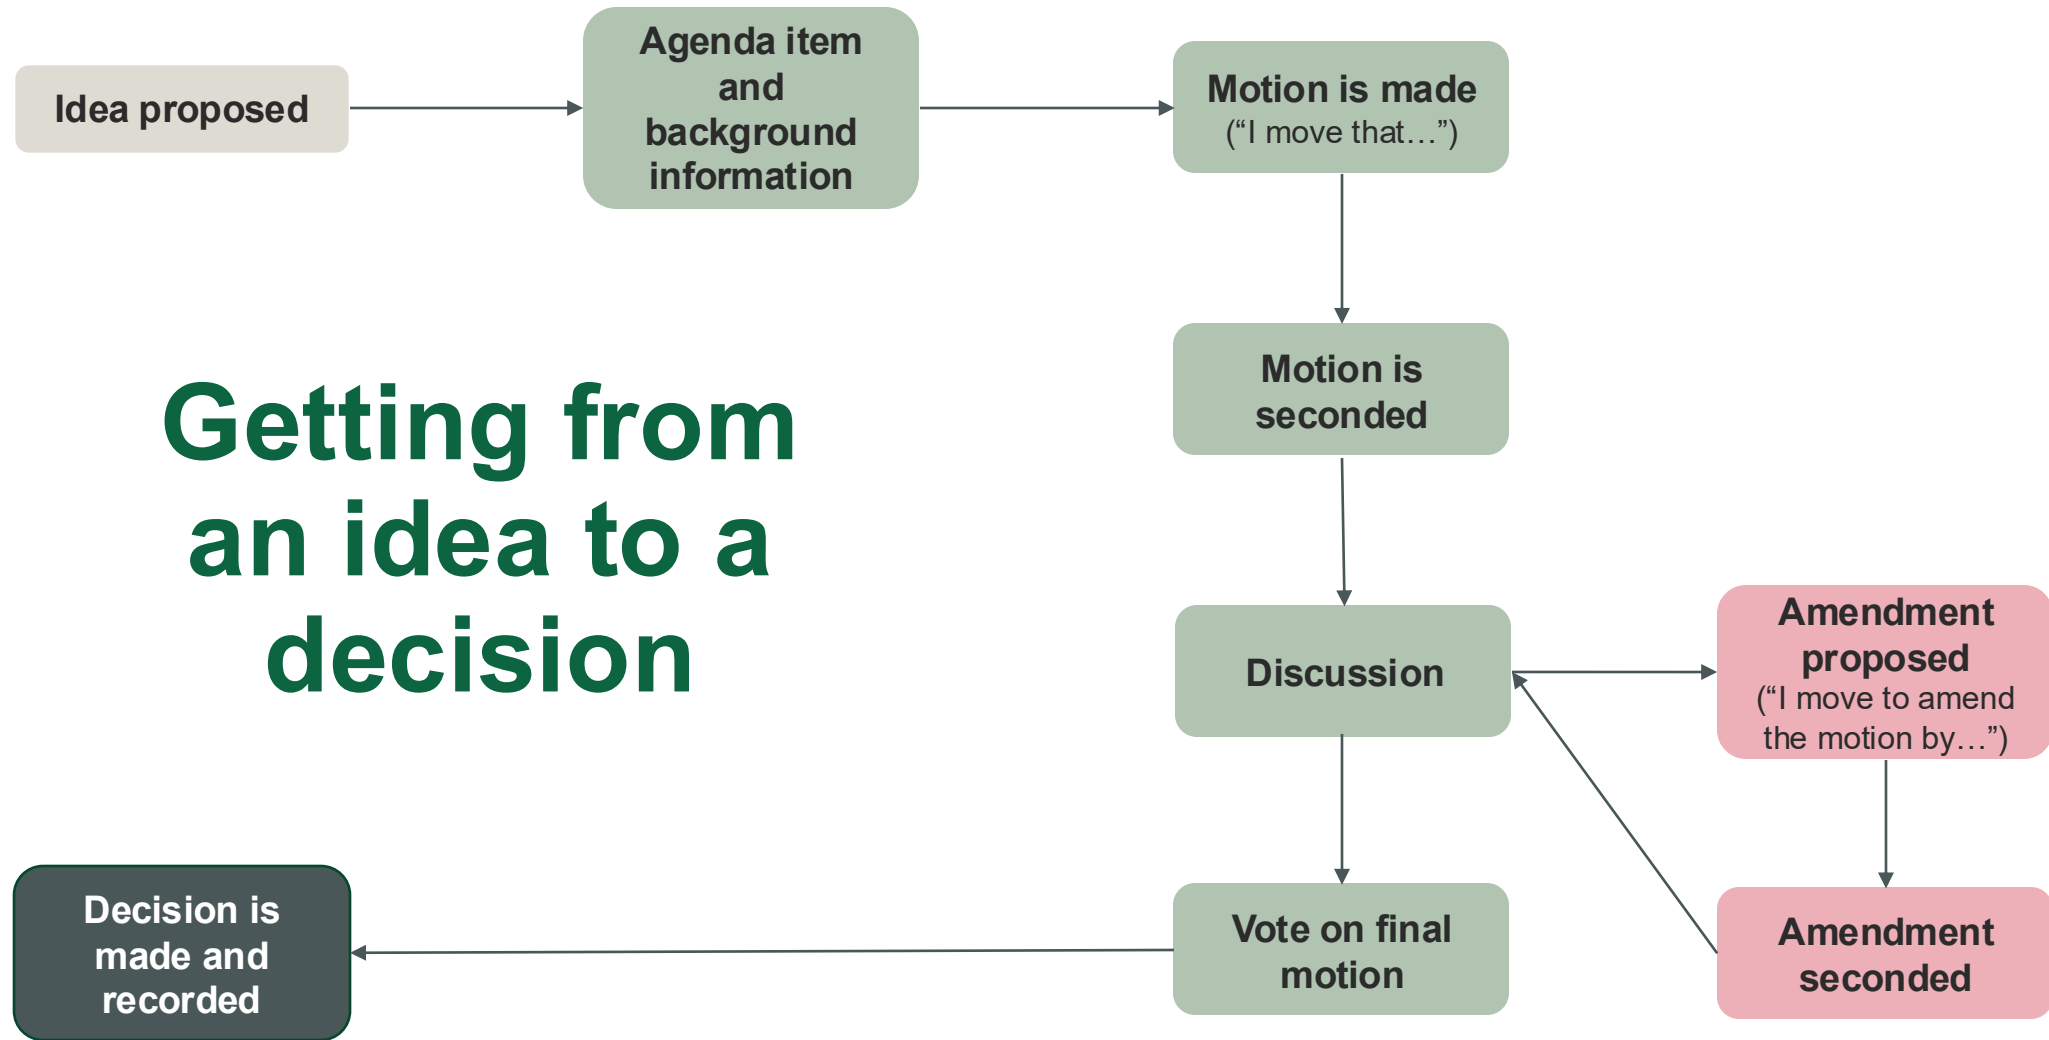 Idea proposed
Agenda item
and
background
information
Motion is made
(“I move that…”)
Motion is
seconded
Getting from
an idea to a
decision
Discussion
Amendment
proposed
(“I move to amend
the motion by…”)
Amendment
seconded
Vote on final
motion
Decision is
made and
recorded